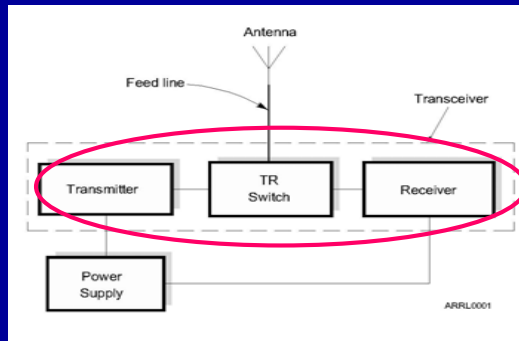 Antenna
Feed line
Transceiver
Transmitter
TR
Switch
Receiver
Power
Supply
ARRL0001